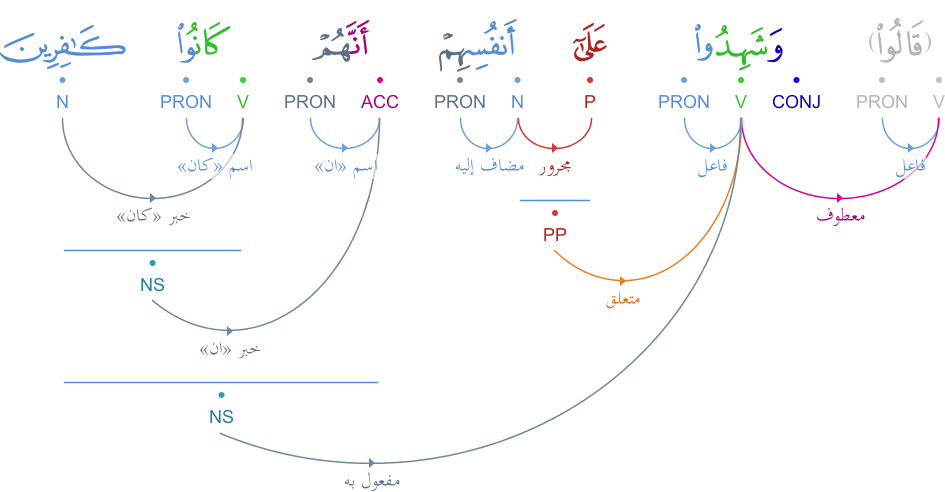 (قَالُوا۟) وَشَهِدُوا۟ عَلَىٰٓ أَنفُسِهِمْ أَنَّهُمْ كَانُوا۟ كَـٰفِرِينَ
V PRON CONJ V PRON P N PRON ACC PRON V PRON N
فاعل فاعل مجرور مضاف إليه اسم «ان» اسم «كان»
معطوف خبر «كان»
PP
NS
متعلق
خبر «ان»
NS
مفعول به